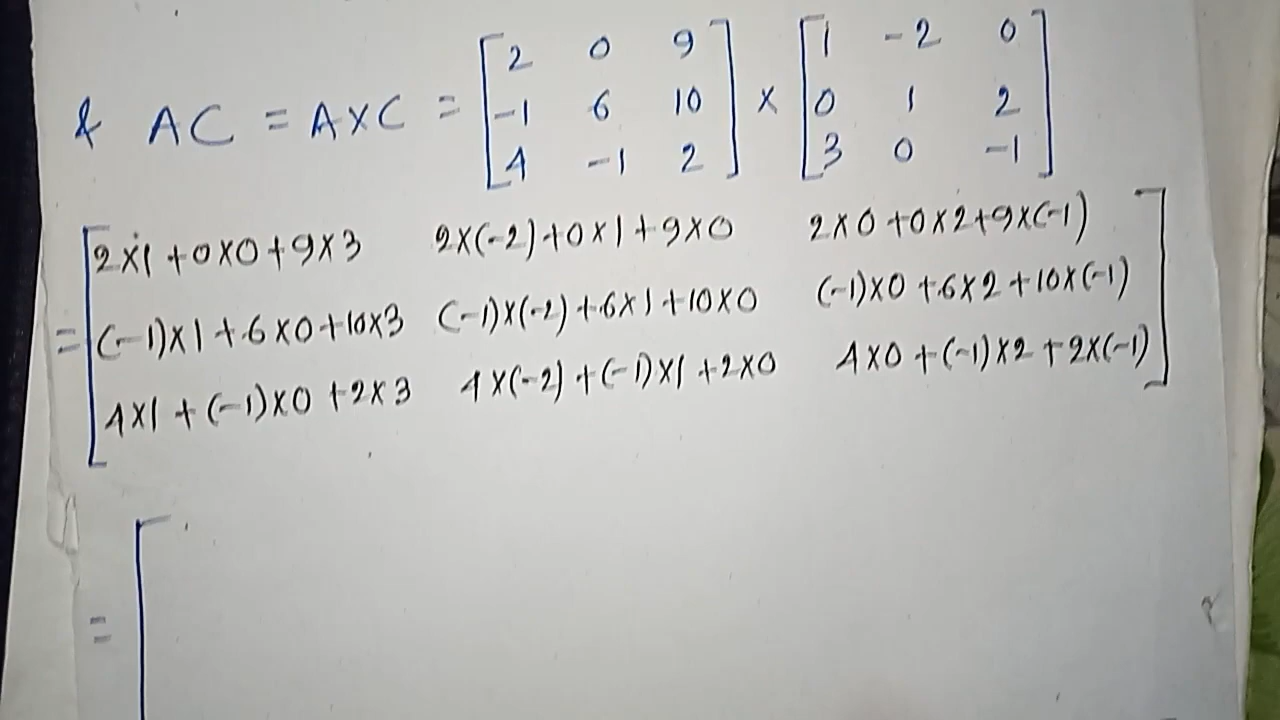 & AC = A×C = [2 0 9] × [1 -2 0]
[-1 6 10] [0 1 2]
[4 -1 2] [3 0 -1]
= [2×1+0×0+9×3 2×(-2)+0×1+9×0 2×0+0×2+9×(-1)]
[(-1)×1+6×0+10×3 (-1)×(-2)+6×1+10×0 (-1)×0+6×2+10×(-1)]
[4×1+(-1)×0+2×3 4×(-2)+(-1)×1+2×0 4×0+(-1)×2+2×(-1)]
= [